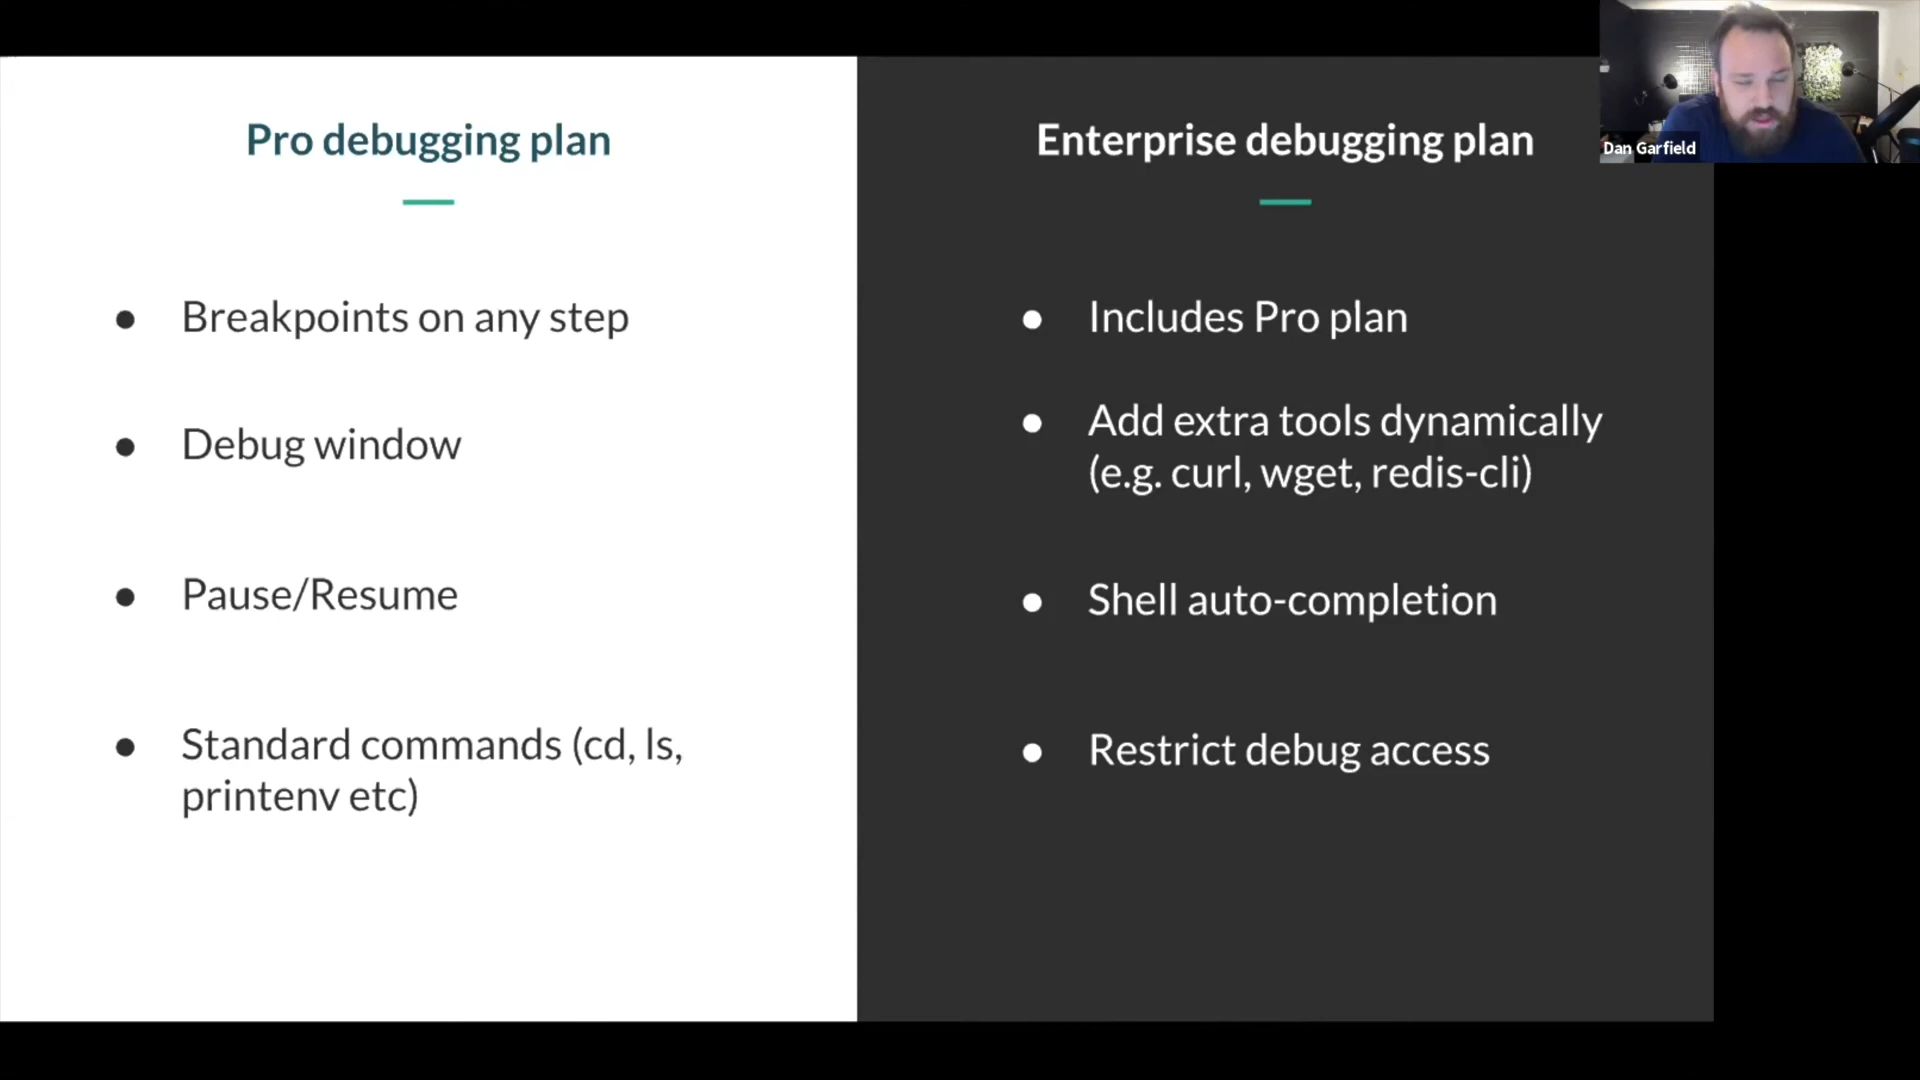 Pro debugging plan
● Breakpoints on any step
● Debug window
● Pause/Resume
● Standard commands (cd, ls,
printenv etc)
Enterprise debugging plan
● Includes Pro plan
● Add extra tools dynamically
(e.g. curl, wget, redis-cli)
● Shell auto-completion
● Restrict debug access
Dan Garfield